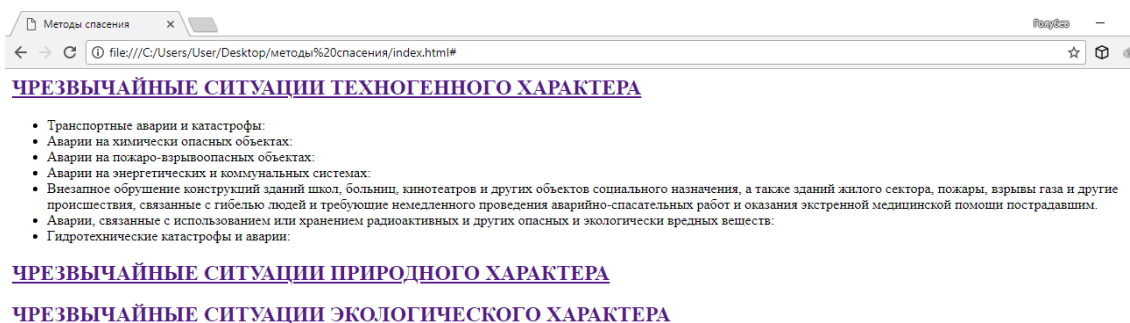 Методы спасения
Голубев
file:///C:/Users/User/Desktop/методы%20спасения/index.html#
ЧРЕЗВЫЧАЙНЫЕ СИТУАЦИИ ТЕХНОГЕННОГО ХАРАКТЕРА
Транспортные аварии и катастрофы:
Аварии на химически опасных объектах:
Аварии на пожаро-взрывоопасных объектах:
Аварии на энергетических и коммунальных системах:
Внезапное обрушение конструкций зданий школ, больниц, кинотеатров и других объектов социального назначения, а также зданий жилого сектора, пожары, взрывы газа и другие
происшествия, связанные с гибелью людей и требующие немедленного проведения аварийно-спасательных работ и оказания экстренной медицинской помощи пострадавшим.
Аварии, связанные с использованием или хранением радиоактивных и других опасных и экологически вредных веществ:
Гидротехнические катастрофы и аварии:
ЧРЕЗВЫЧАЙНЫЕ СИТУАЦИИ ПРИРОДНОГО ХАРАКТЕРА
ЧРЕЗВЫЧАЙНЫЕ СИТУАЦИИ ЭКОЛОГИЧЕСКОГО ХАРАКТЕРА